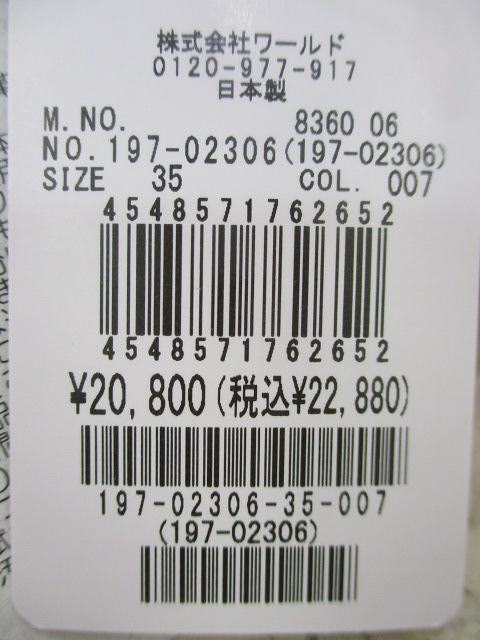 株式会社ワールド
0120-977-917
日本製
M.NO. 8360 06
NO.197-02306(197-02306)
SIZE 35 COL. 007
4548571762652
4548571762652
¥20,800(税込¥22,880)
197-02306-35-007
(197-02306)